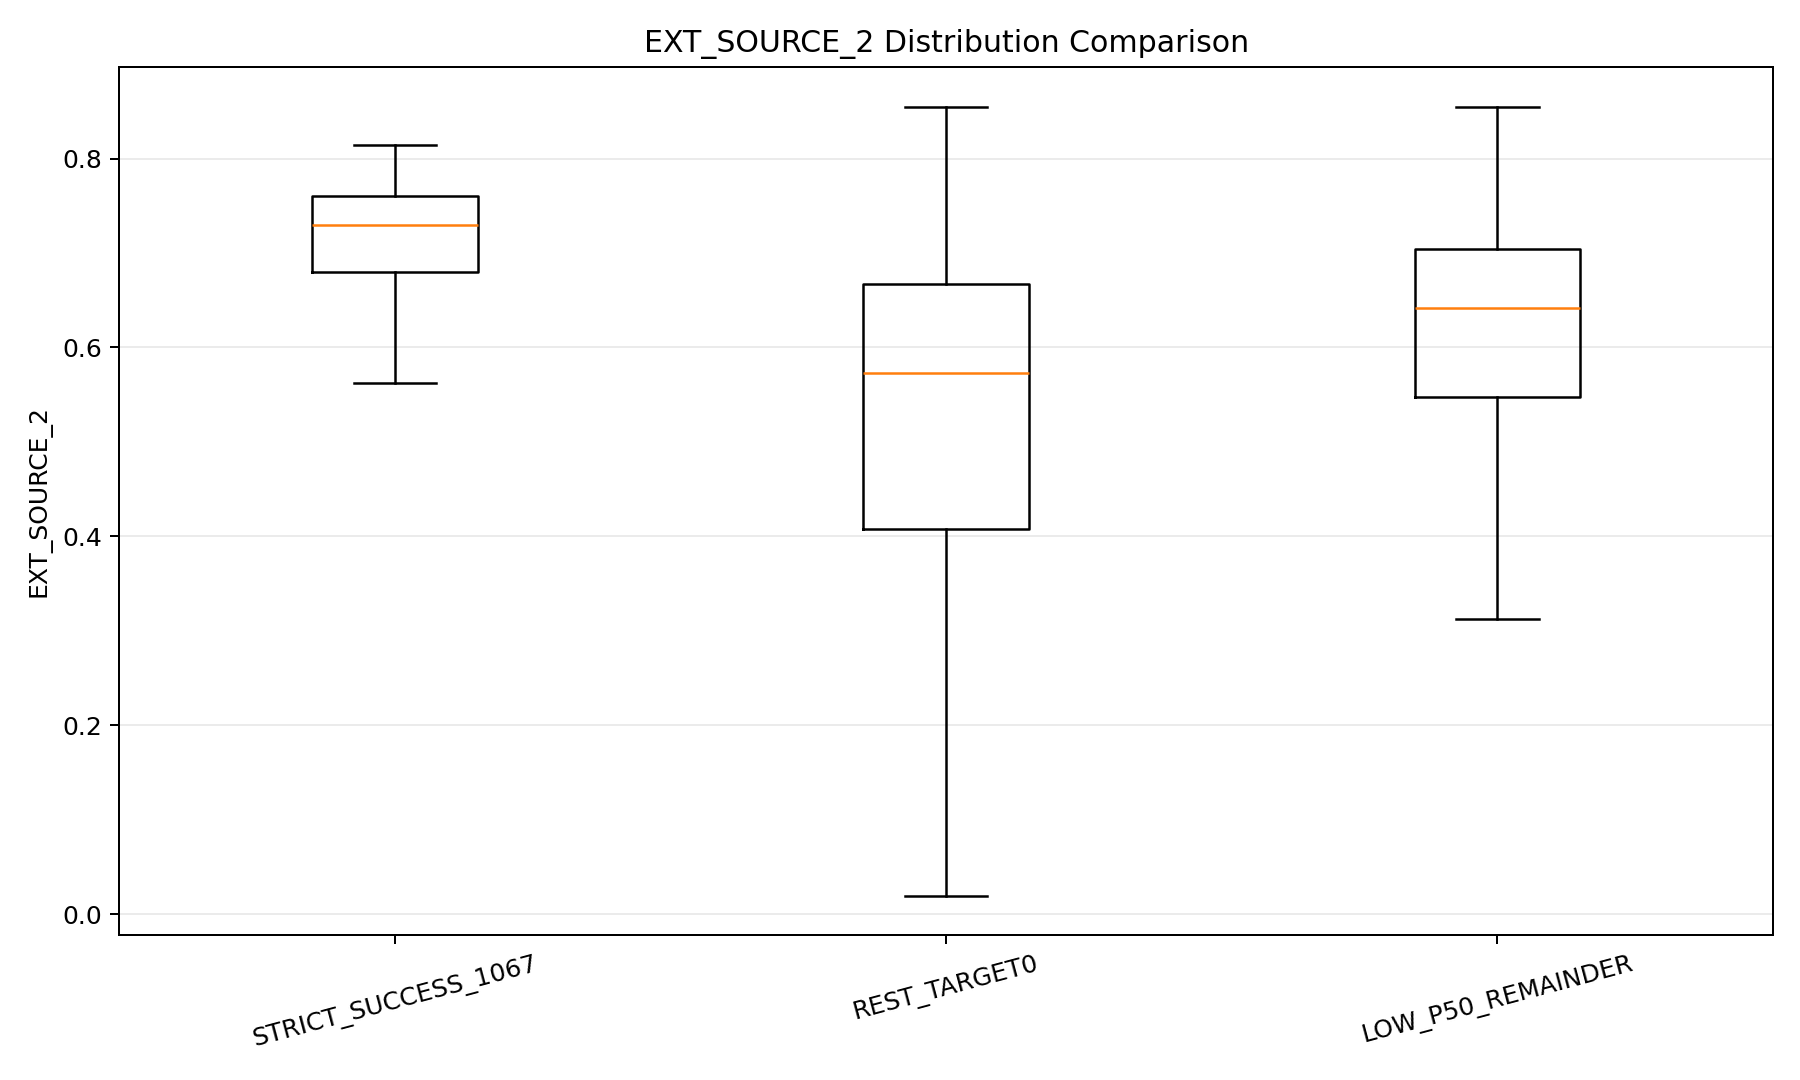 EXT_SOURCE_2 Distribution Comparison
EXT_SOURCE_2
0.8
0.6
0.4
0.2
0.0
STRICT_SUCCESS_1067
REST_TARGET0
LOW_P50_REMAINDER